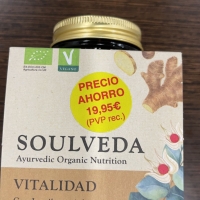 PRECIO
AHORRO
19,95€
(PVP rec.)
SOULVEDA
Ayurvedic Organic Nutrition
VITALIDAD